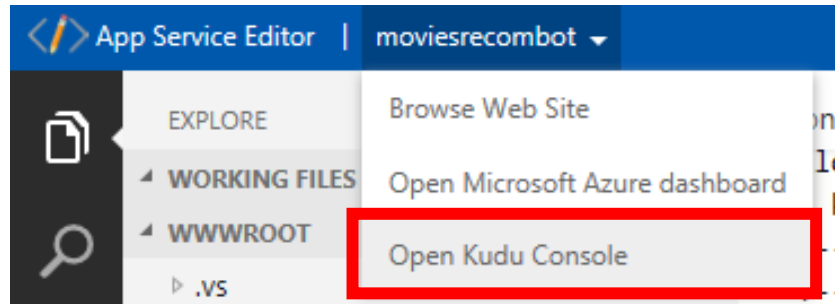 App Service Editor | moviesrecombot
EXPLORE
WORKING FILES
WWWROOT
.vs
Browse Web Site
Open Microsoft Azure dashboard
Open Kudu Console